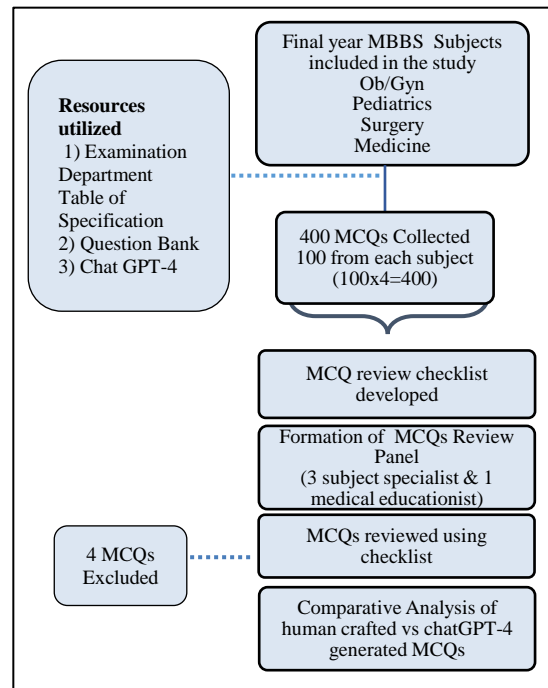 Final year MBBS Subjects
included in the study
Ob/Gyn
Pediatrics
Surgery
Medicine
Resources
utilized
1) Examination
Department
Table of
Specification
2) Question Bank
3) Chat GPT-4
400 MCQs Collected
100 from each subject
(100x4=400)
MCQ review checklist
developed
Formation of MCQs Review
Panel
(3 subject specialist & 1
medical educationist)
MCQs reviewed using
checklist
4 MCQs
Excluded
Comparative Analysis of
human crafted vs chatGPT-4
generated MCQs